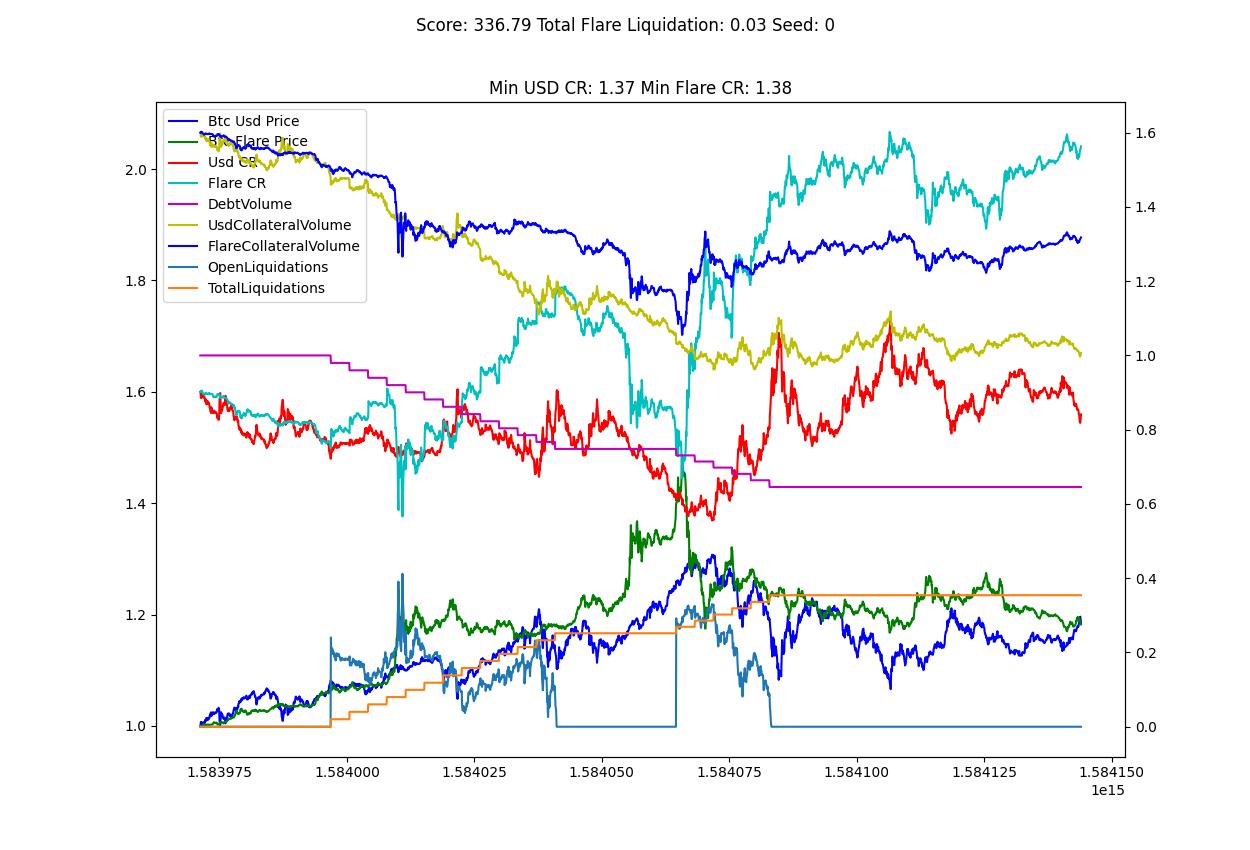 Score: 336.79 Total Flare Liquidation: 0.03 Seed: 0
Min USD CR: 1.37 Min Flare CR: 1.38
Btc Usd Price
Btc Flare Price
Usd CR
Flare CR
DebtVolume
UsdCollateralVolume
FlareCollateralVolume
OpenLiquidations
TotalLiquidations
2.0
1.8
1.6
1.4
1.2
1.0
1.6
1.4
1.2
1.0
0.8
0.6
0.4
0.2
0.0
1.583975 1.584000 1.584025 1.584050 1.584075 1.584100 1.584125 1.584150
1e15